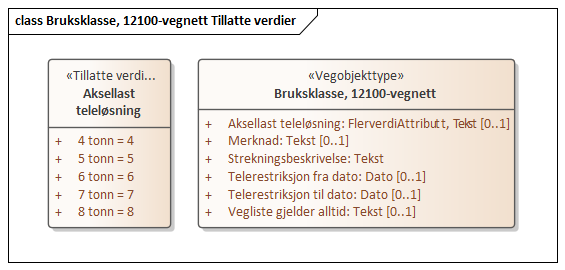 class Bruksklasse, 12100-vegnett Tillatte verdier
«Tillatte verdi...
Aksellast
teleløsning
+ 4 tonn = 4
+ 5 tonn = 5
+ 6 tonn = 6
+ 7 tonn = 7
+ 8 tonn = 8
«Vegobjekttype»
Bruksklasse, 12100-vegnett
+ Aksellast teleløsning: FlerverdiAttributt, Tekst [0..1]
+ Merknad: Tekst [0..1]
+ Strekningsbeskrivelse: Tekst
+ Telerestriksjon fra dato: Dato [0..1]
+ Telerestriksjon til dato: Dato [0..1]
+ Vegliste gjelder alltid: Tekst [0..1]